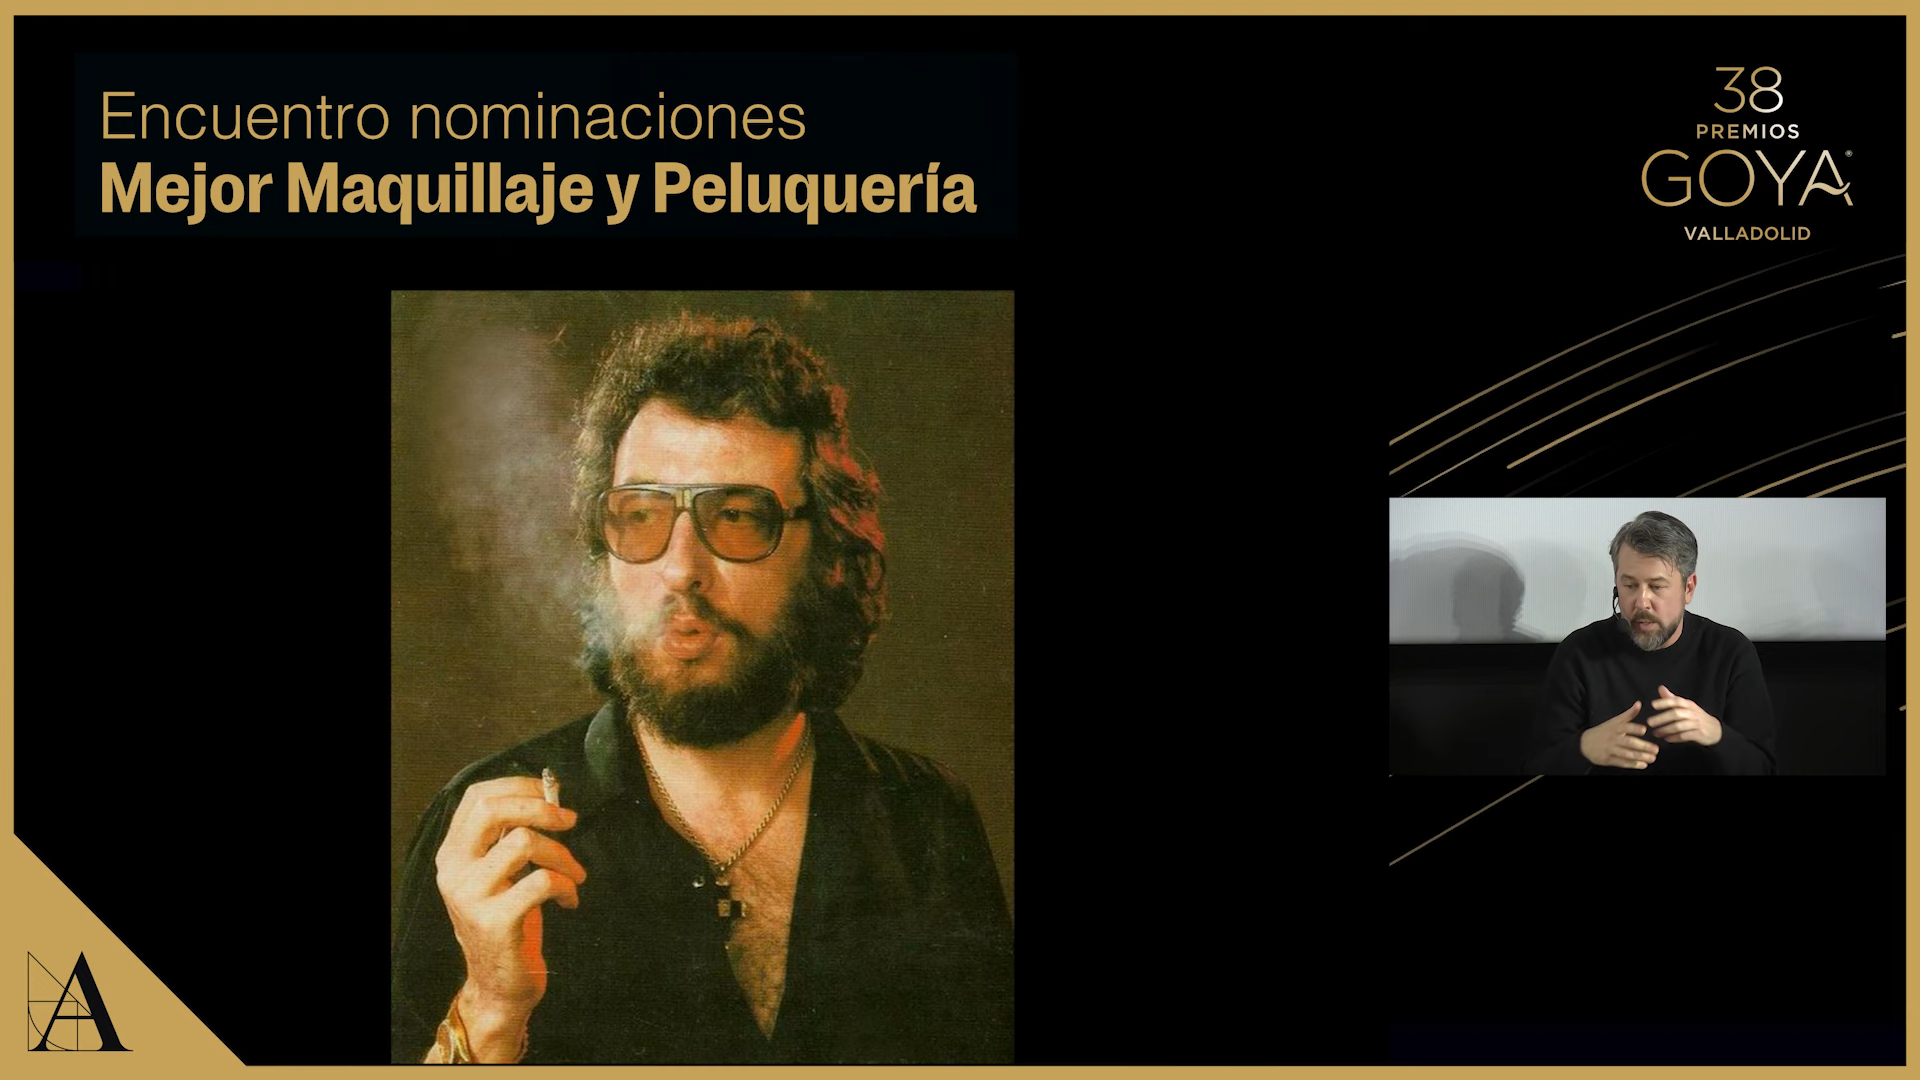 Encuentro nominaciones
Mejor Maquillaje y Peluquería
38
PREMIOS
GOYA®
VALLADOLID
A